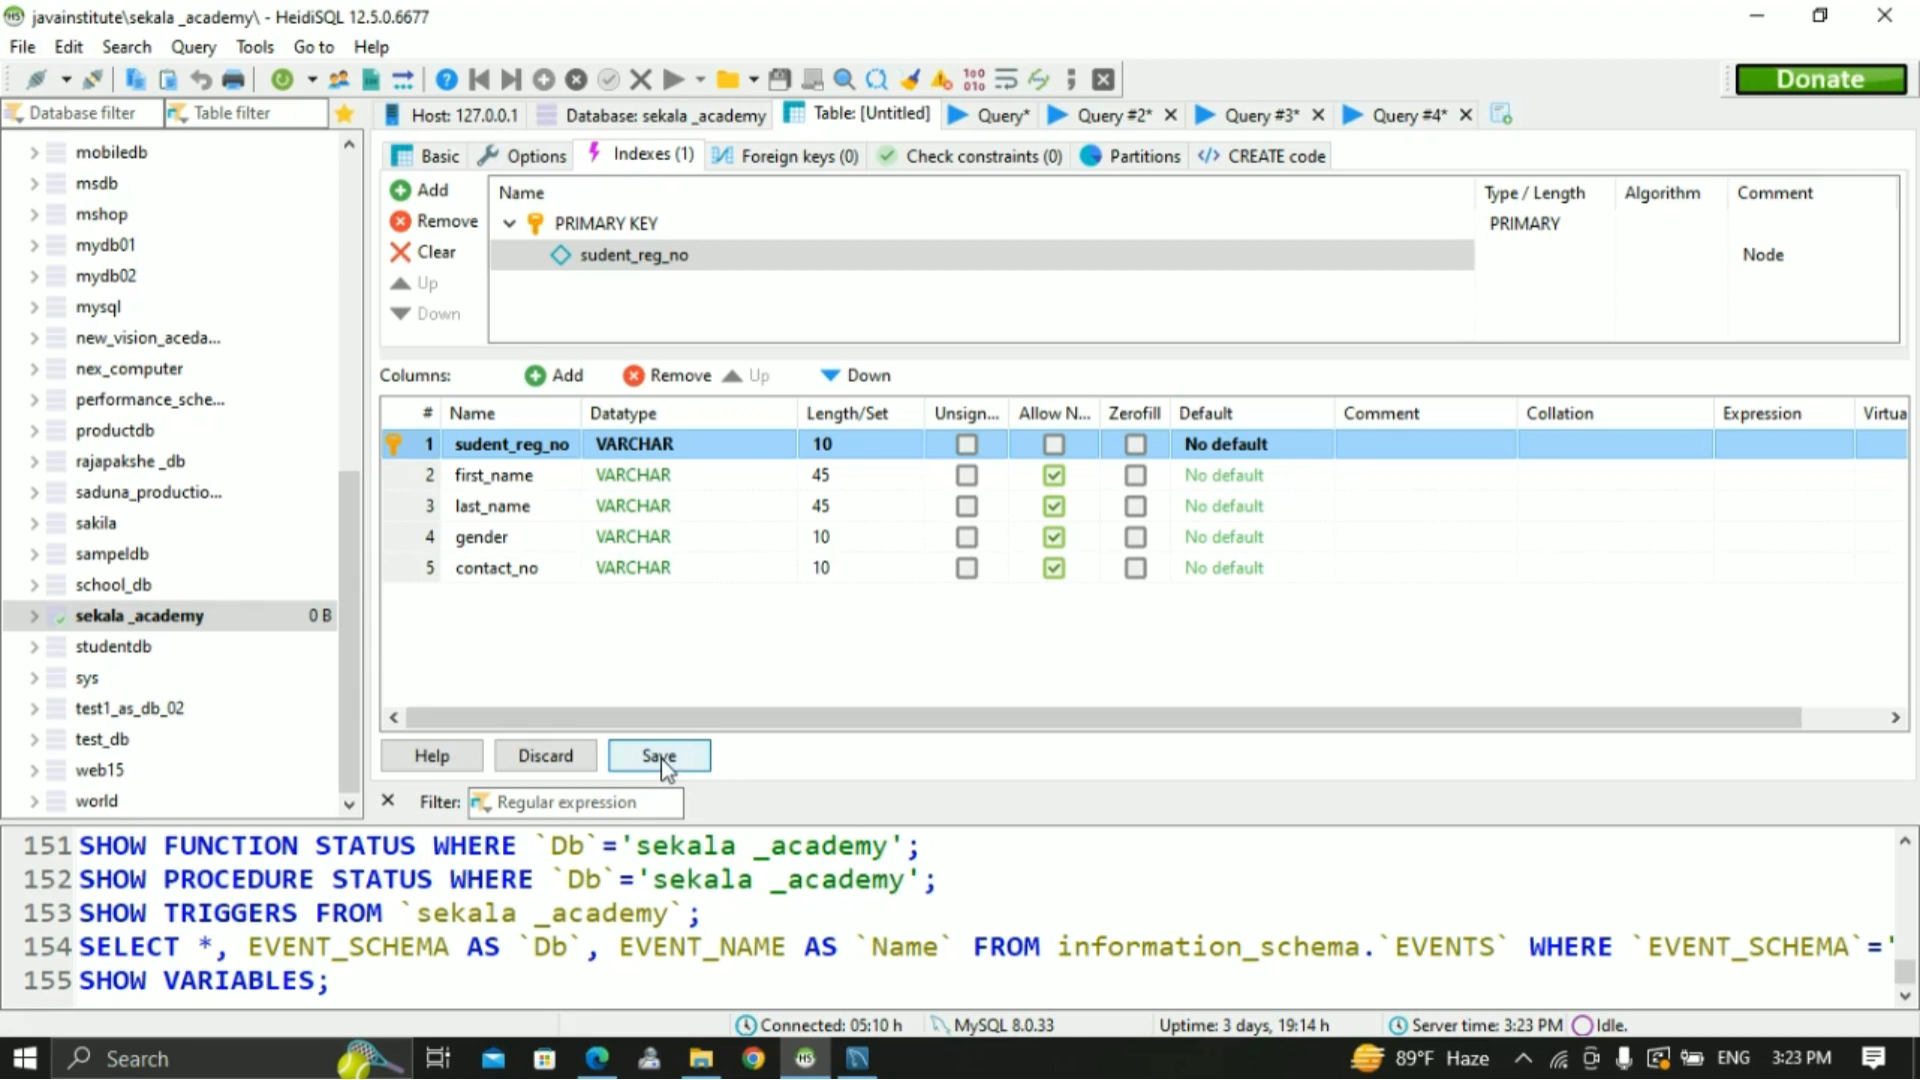 javainstitute\sekala _academy\ - HeidiSQL 12.5.0.6677
File Edit Search Query Tools Go to Help
Donate
Database filter Table filter Host: 127.0.0.1 Database: sekala _academy Table: [Untitled] Query* Query #2* Query #3* Query #4*
Basic Options Indexes (1) Foreign keys (0) Check constraints (0) Partitions CREATE code
Add
Remove
Clear
Up
Down
Name Type / Length Algorithm Comment
PRIMARY KEY PRIMARY
sudent_reg_no Node
Columns: Add Remove Up Down
# Name Datatype Length/Set Unsign... Allow N... Zerofill Default Comment Collation Expression Virtua
1 sudent_reg_no VARCHAR 10 No default
2 first_name VARCHAR 45 No default
3 last_name VARCHAR 45 No default
4 gender VARCHAR 10 No default
5 contact_no VARCHAR 10 No default
mobiledb
msdb
mshop
mydb01
mydb02
mysql
new_vision_aceda...
nex_computer
performance_sche...
productdb
rajapakshe _db
saduna_productio...
sakila
sampeldb
school_db
sekala _academy 0 B
studentdb
sys
test1_as_db_02
test_db
web15
world
Help Discard Save
Filter: Regular expression
151 SHOW FUNCTION STATUS WHERE `Db`='sekala _academy';
152 SHOW PROCEDURE STATUS WHERE `Db`='sekala _academy';
153 SHOW TRIGGERS FROM `sekala _academy`;
154 SELECT *, EVENT_SCHEMA AS `Db`, EVENT_NAME AS `Name` FROM information_schema.`EVENTS` WHERE `EVENT_SCHEMA`='
155 SHOW VARIABLES;
Connected: 05:10 h MySQL 8.0.33 Uptime: 3 days, 19:14 h Server time: 3:23 PM Idle.
Search 89°F Haze ENG 3:23 PM